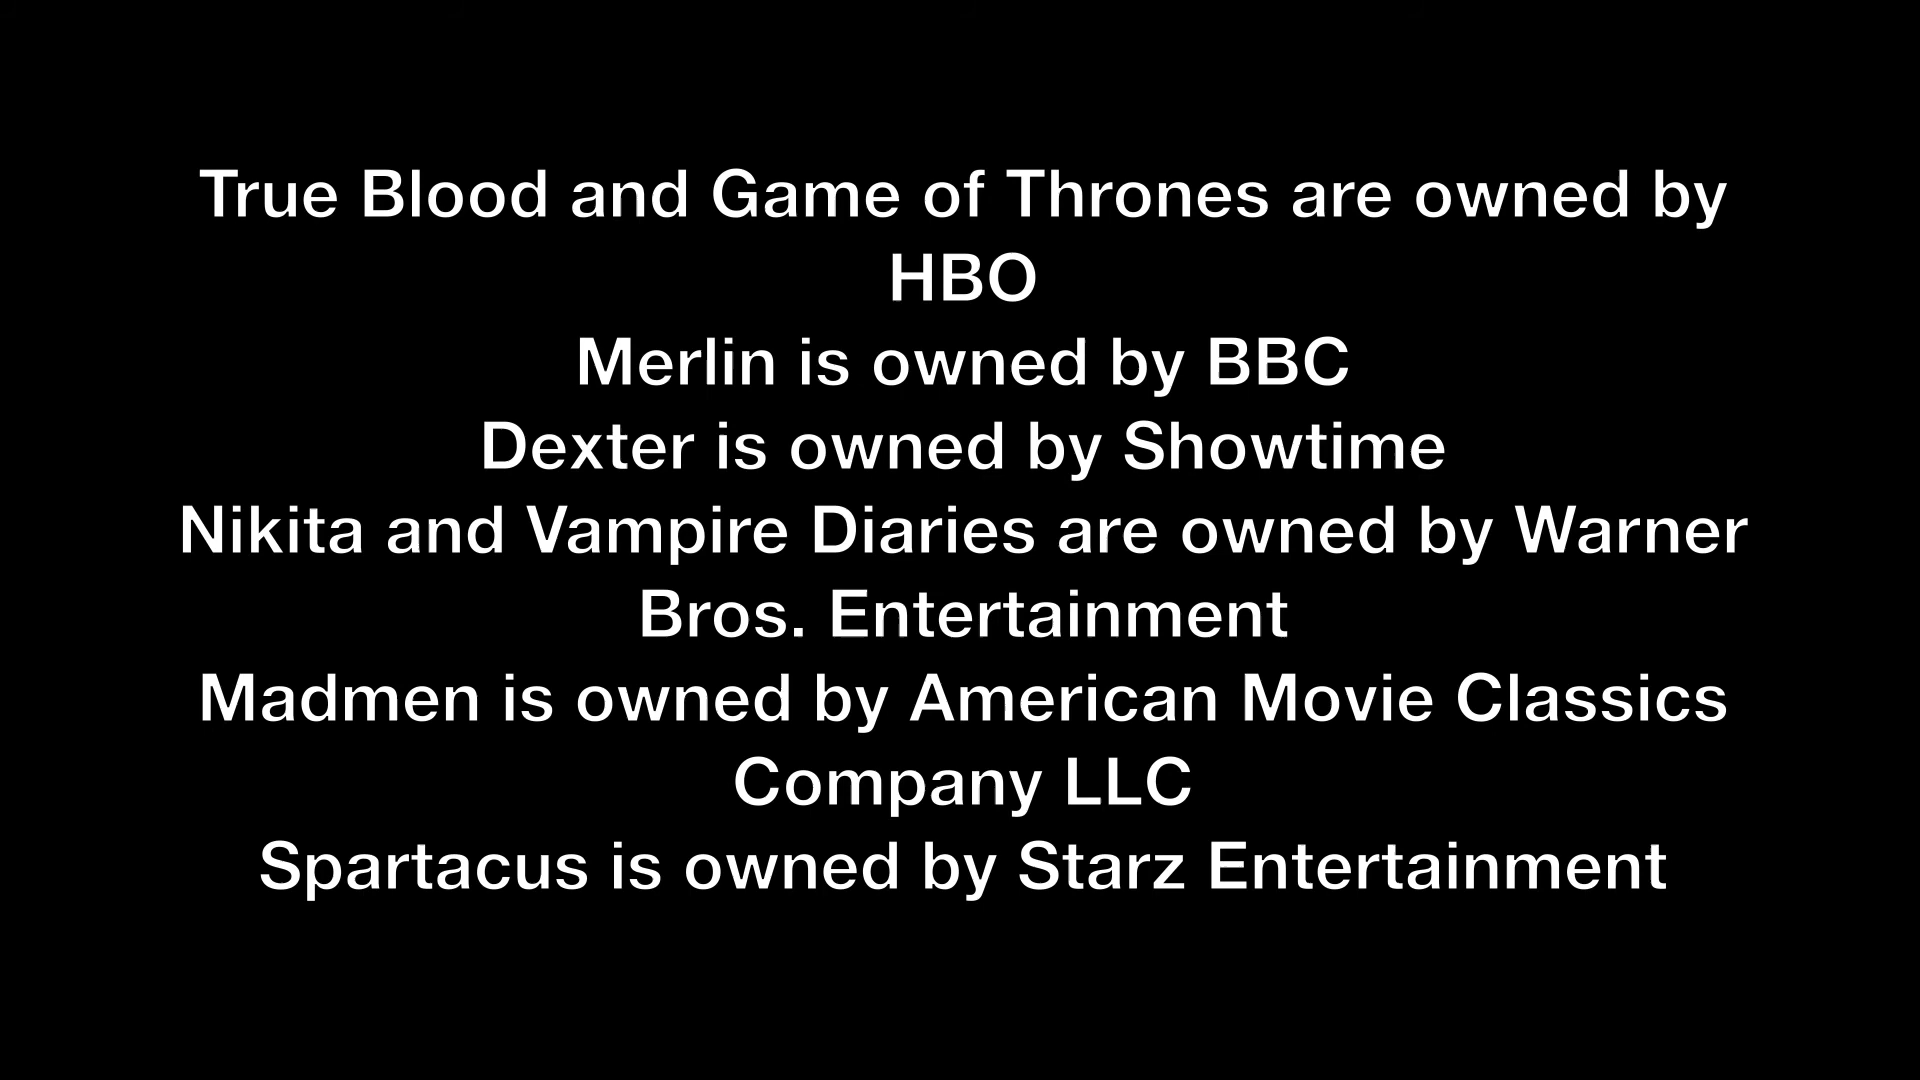 True Blood and Game of Thrones are owned by
HBO
Merlin is owned by BBC
Dexter is owned by Showtime
Nikita and Vampire Diaries are owned by Warner
Bros. Entertainment
Madmen is owned by American Movie Classics
Company LLC
Spartacus is owned by Starz Entertainment